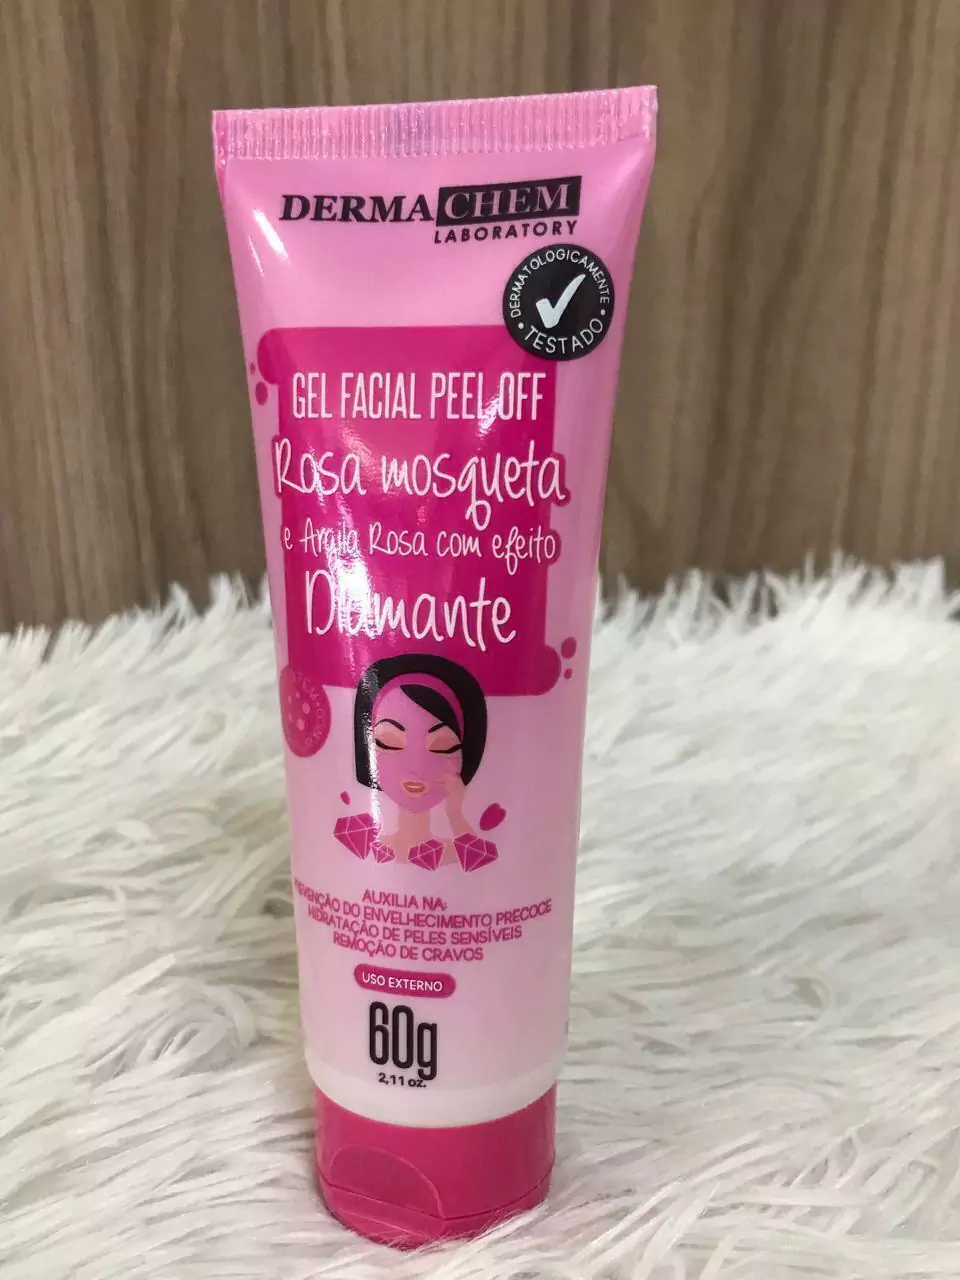 DERMACHEM
LABORATORY
DERMATOLOGICAMENTE
TESTADO
GEL FACIAL PEEL OFF
Rosa mosqueta
e Argila Rosa com efeito
Diamante
AUXILIA NA:
PREVENÇÃO DO ENVELHECIMENTO PRECOCE
HIDRATAÇÃO DE PELES SENSÍVEIS
REMOÇÃO DE CRAVOS
USO EXTERNO
60g
2,11 oz.